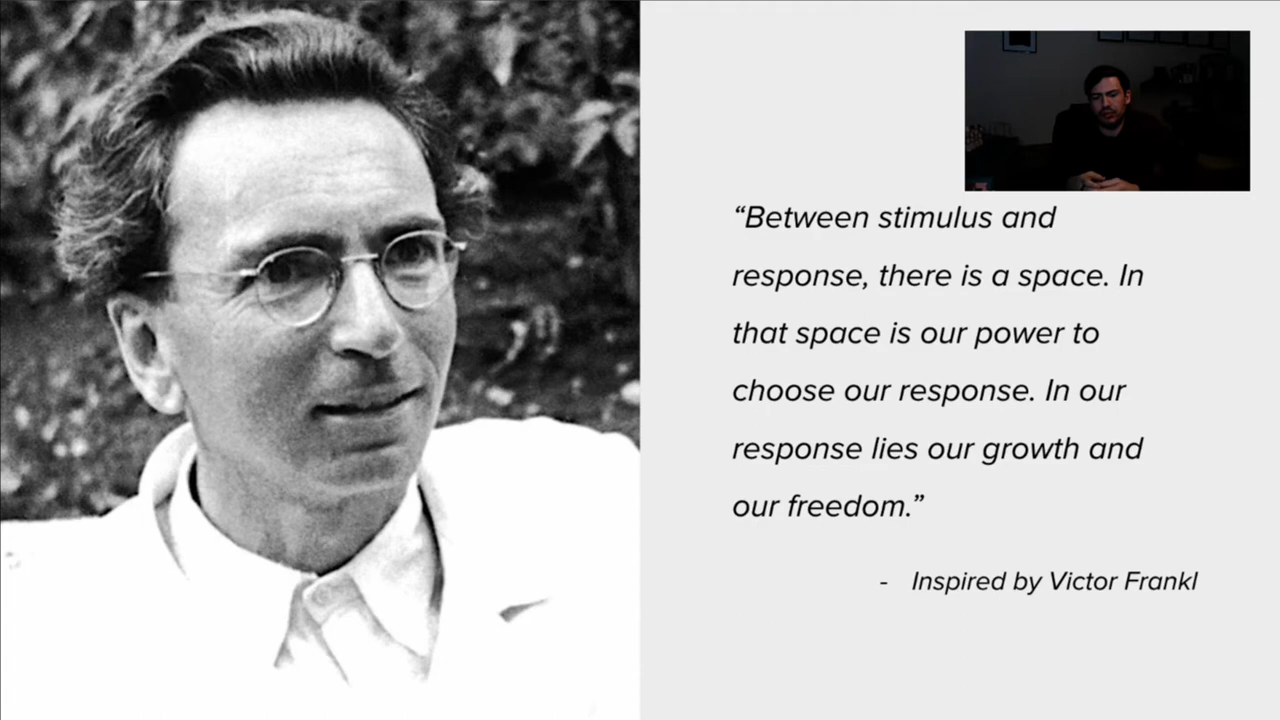 “Between stimulus and
response, there is a space. In
that space is our power to
choose our response. In our
response lies our growth and
our freedom.”
- Inspired by Victor Frankl